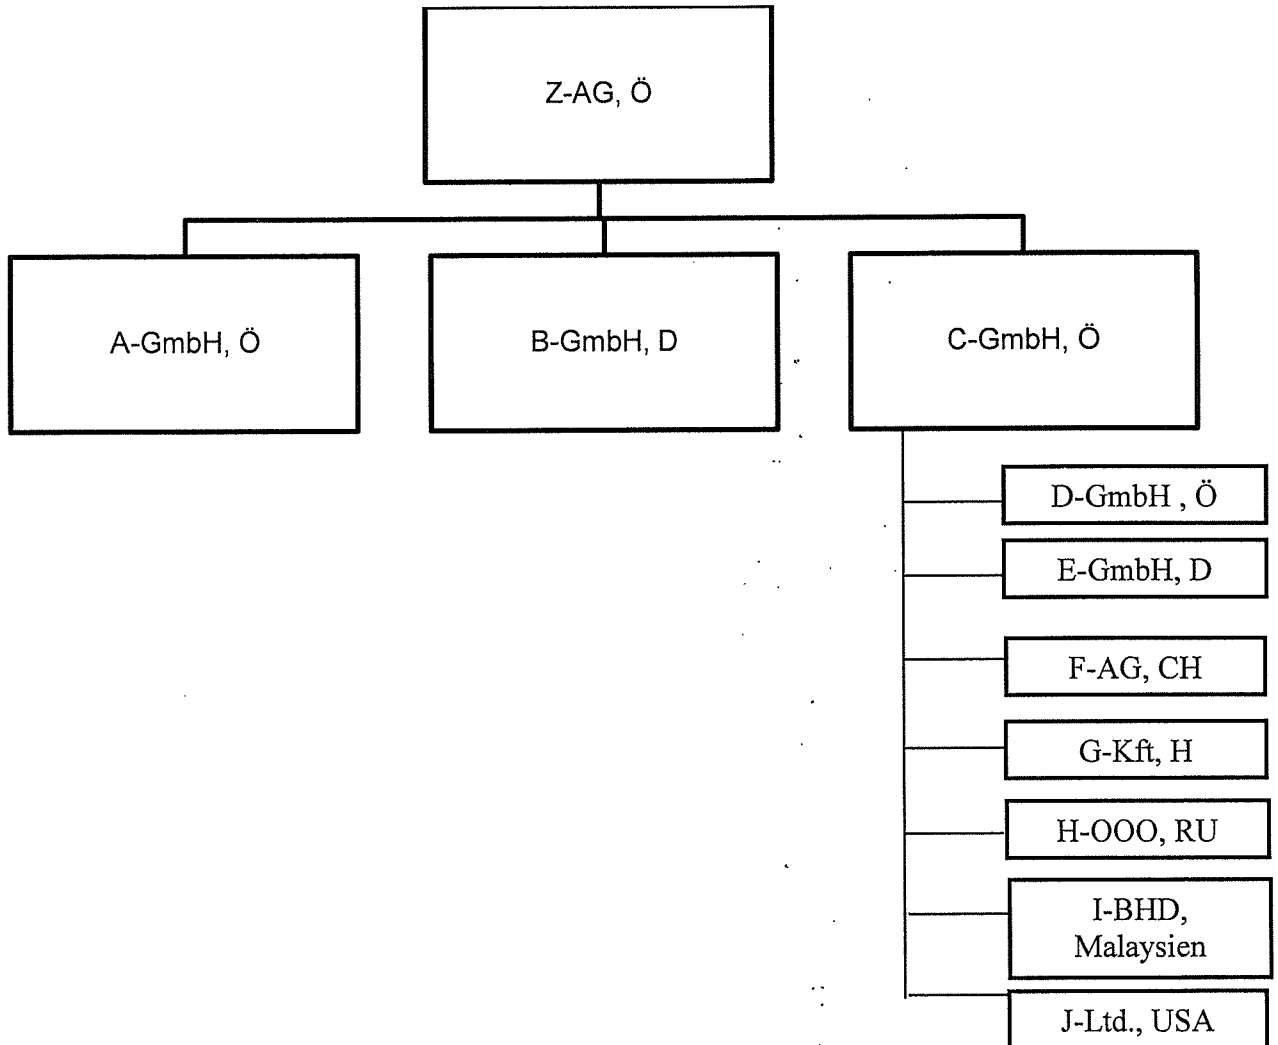 Z-AG, Ö
A-GmbH, Ö
B-GmbH, D
C-GmbH, Ö
D-GmbH , Ö
E-GmbH, D
F-AG, CH
G-Kft, H
H-OOO, RU
I-BHD,
Malaysien
J-Ltd., USA